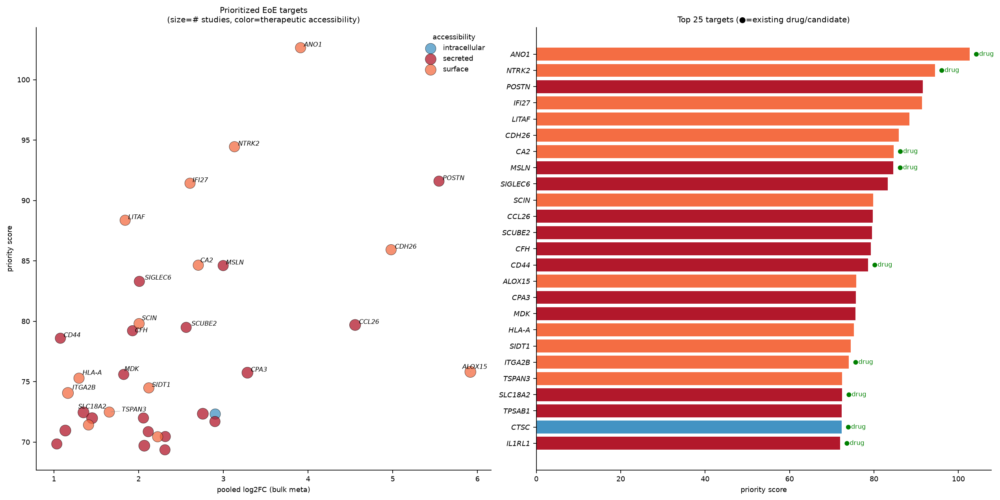 Prioritized EoE targets
(size=# studies, color=therapeutic accessibility)
accessibility
intracellular
secreted
surface
ANO1
NTRK2
POSTN
IFI27
LITAF
CDH26
CA2
MSLN
SIGLEC6
SCIN
CFH
SCUBE2
CCL26
CD44
HLA-A
MDK
CPA3
ALOX15
ITGA2B
SIDT1
SLC18A2
TSPAN3
100
95
90
85
80
75
70
priority score
1
2
3
4
5
6
pooled log2FC (bulk meta)
Top 25 targets (●=existing drug/candidate)
ANO1 ●drug
NTRK2 ●drug
POSTN
IFI27
LITAF
CDH26
CA2 ●drug
MSLN ●drug
SIGLEC6
SCIN
CCL26
SCUBE2
CFH
CD44 ●drug
ALOX15
CPA3
MDK
HLA-A
SIDT1
ITGA2B ●drug
TSPAN3
SLC18A2 ●drug
TPSAB1
CTSC ●drug
IL1RL1 ●drug
0
20
40
60
80
100
priority score